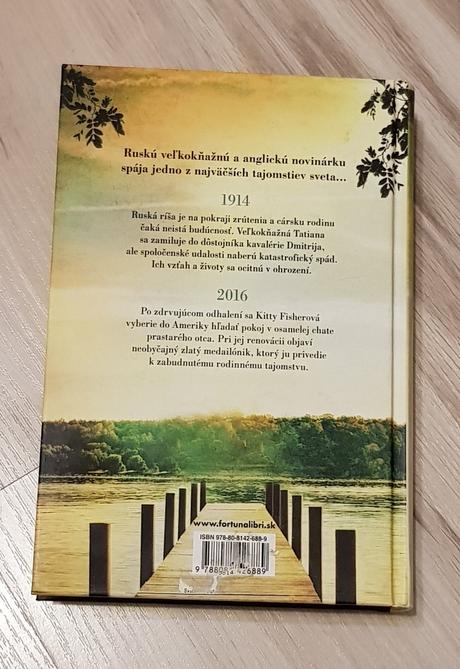 Ruskú veľkokňažnú a anglickú novinárku
spája jedno z najväčších tajomstiev sveta...
1914
Ruská ríša je na pokraji zrútenia a cársku rodinu
čaká neistá budúcnosť. Veľkokňažná Tatiana
sa zamiluje do dôstojníka kavalérie Dmitrija,
ale spoločenské udalosti naberú katastrofický spád.
Ich vzťah a životy sa ocitnú v ohrození.
2016
Po zdrvujúcom odhalení sa Kitty Fisherová
vyberie do Ameriky hľadať pokoj v osamelej chate
prastarého otca. Pri jej renovácii objaví
neobyčajný zlatý medailónik, ktorý ju privedie
k zabudnutému rodinnému tajomstvu.
www.fortunalibri.sk
ISBN 978-80-8142-688-9